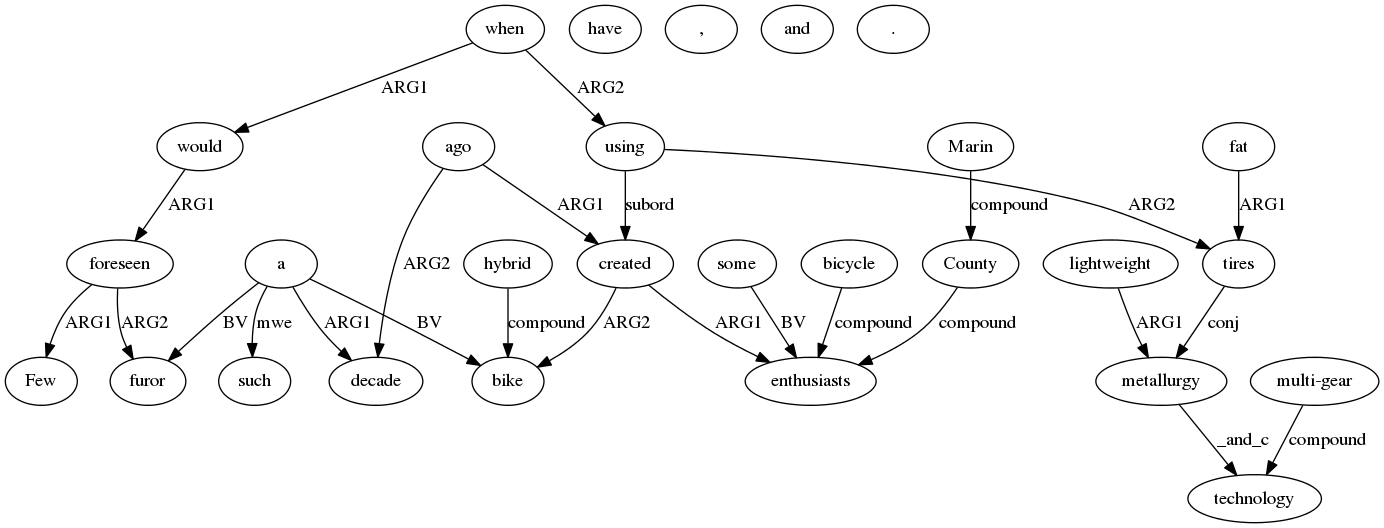 when have , and .
ARG1 ARG2
would ago using Marin fat
ARG1 ARG1 subord compound ARG2 ARG1
foreseen a hybrid created some bicycle County lightweight tires
ARG2
ARG1 ARG2 BV mwe ARG1 BV compound ARG2 ARG1 BV compound compound ARG1 conj
Few furor such decade bike enthusiasts metallurgy multi-gear
_and_c compound
technology